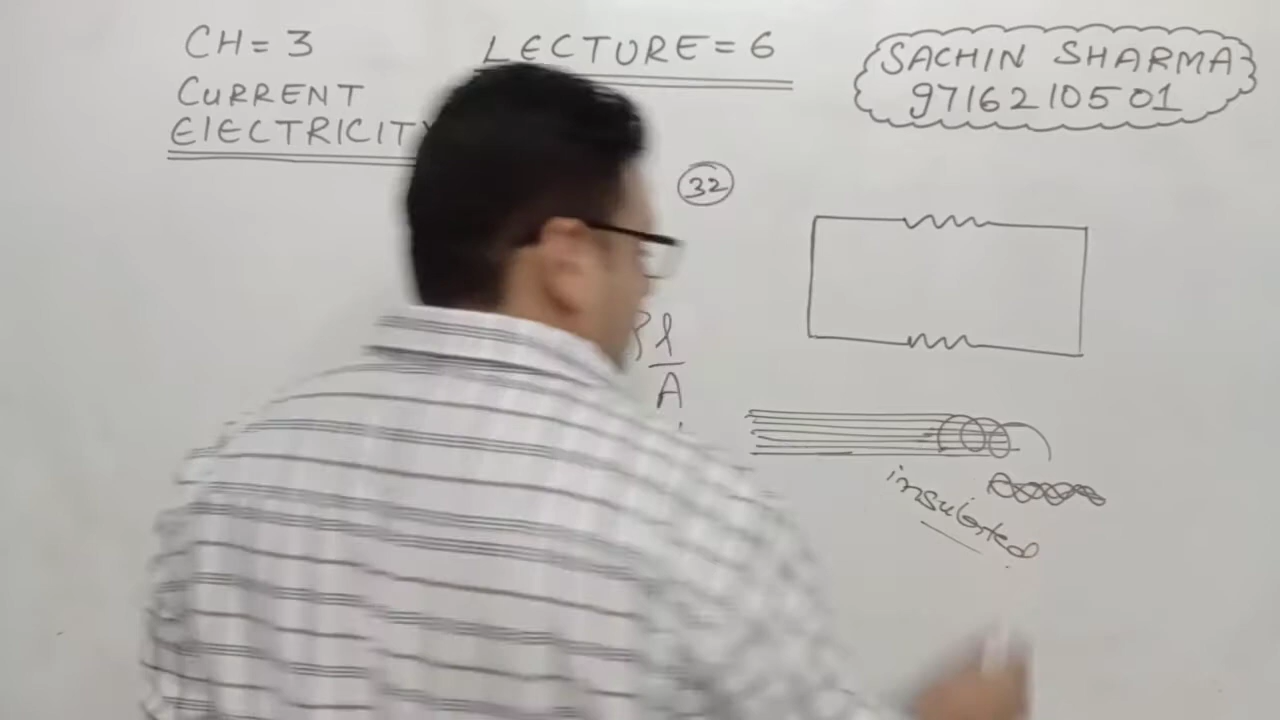 CH = 3
LECTURE = 6
SACHIN SHARMA
9716210501
CURRENT
ElECTRICITY
32
l
A
insulated